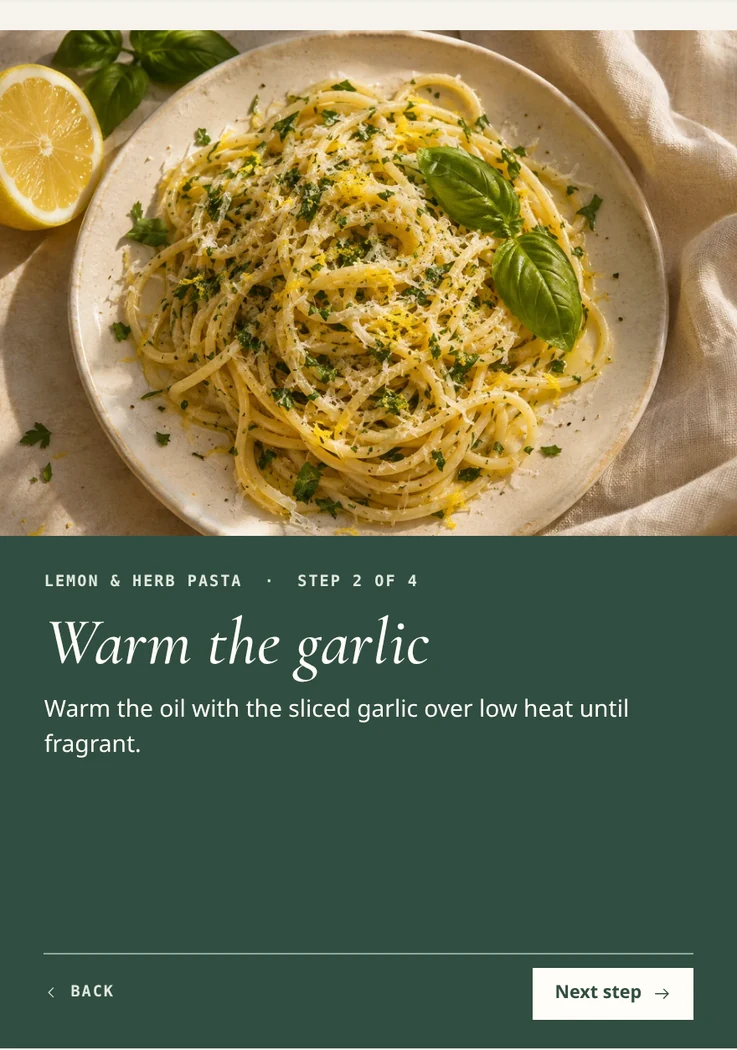 LEMON & HERB PASTA · STEP 2 OF 4
Warm the garlic
Warm the oil with the sliced garlic over low heat until
fragrant.
BACK
Next step →